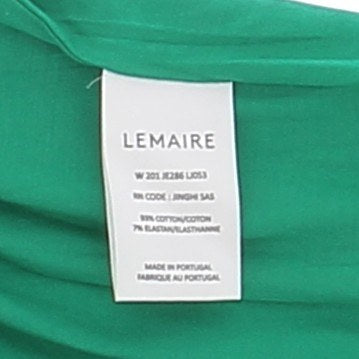 LEMAIRE
W 201 JE286 LJ053
RN CODE : JINGHI SAS
93% COTTON/COTON
7% ELASTAN/ELASTHANNE
MADE IN PORTUGAL
FABRIQUE AU PORTUGAL